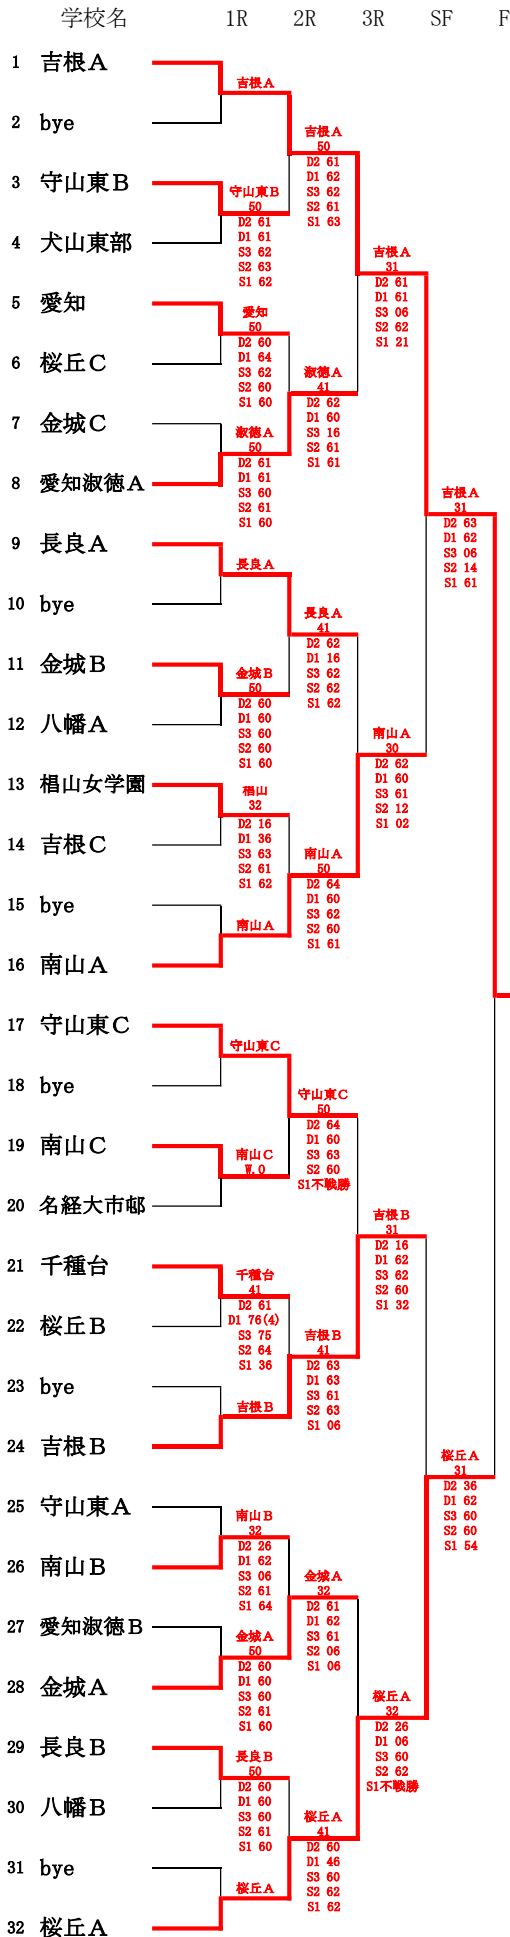 学校名 1R 2R 3R SF F
1 吉根A
2 bye
3 守山東B
4 犬山東部
5 愛知
6 桜丘C
7 金城C
8 愛知淑徳A
9 長良A
10 bye
11 金城B
12 八幡A
13 椙山女学園
14 吉根C
15 bye
16 南山A
17 守山東C
18 bye
19 南山C
20 名経大市邨
21 千種台
22 桜丘B
23 bye
24 吉根B
25 守山東A
26 南山B
27 愛知淑徳B
28 金城A
29 長良B
30 八幡B
31 bye
32 桜丘A
吉根A
守山東B
50
D2 61
D1 61
S3 62
S2 63
S1 62
愛知
50
D2 60
D1 64
S3 62
S2 60
S1 60
淑徳A
50
D2 61
D1 61
S3 60
S2 61
S1 60
長良A
金城B
50
D2 60
D1 60
S3 60
S2 60
S1 60
椙山
32
D2 16
D1 36
S3 63
S2 61
S1 62
南山A
守山東C
南山C
W.O
千種台
41
D2 61
D1 76(4)
S3 75
S2 64
S1 36
吉根B
南山B
32
D2 26
D1 62
S3 06
S2 61
S1 64
金城A
50
D2 60
D1 60
S3 60
S2 61
S1 60
長良B
50
D2 60
D1 60
S3 60
S2 61
S1 60
桜丘A
吉根A
50
D2 61
D1 62
S3 62
S2 61
S1 63
淑徳A
41
D2 62
D1 60
S3 16
S2 61
S1 61
長良A
41
D2 62
D1 16
S3 62
S2 62
S1 62
南山A
50
D2 64
D1 60
S3 62
S2 60
S1 61
守山東C
50
D2 64
D1 60
S3 63
S2 60
S1不戦勝
吉根B
41
D2 63
D1 63
S3 61
S2 63
S1 06
金城A
32
D2 61
D1 62
S3 61
S2 06
S1 06
桜丘A
41
D2 60
D1 46
S3 60
S2 62
S1 62
吉根A
31
D2 61
D1 61
S3 06
S2 62
S1 21
南山A
30
D2 62
D1 60
S3 61
S2 12
S1 02
吉根B
31
D2 16
D1 62
S3 62
S2 60
S1 32
桜丘A
32
D2 26
D1 06
S3 60
S2 62
S1不戦勝
吉根A
31
D2 63
D1 62
S3 06
S2 14
S1 61
桜丘A
31
D2 36
D1 62
S3 60
S2 60
S1 54